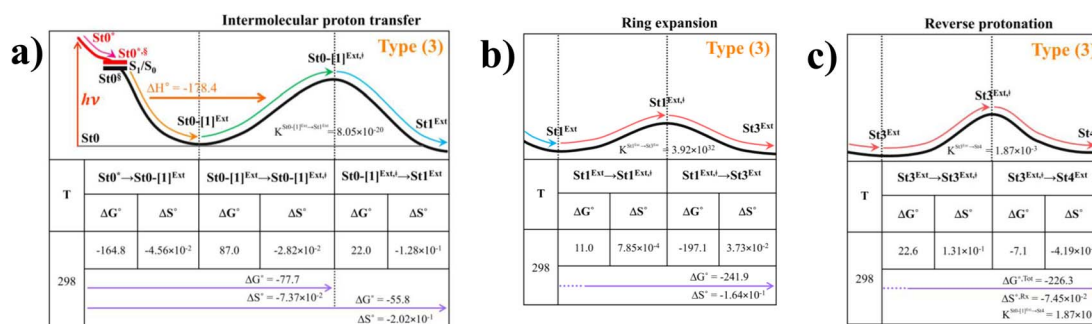 Intermolecular proton transfer
a)
Type (3)
St0*
St0*,§
S1/S0
St0§
hν
ΔH° = -178.4
St0-[1]Ext,‡
St0-[1]Ext
St1Ext
St0
= 8.05×10-20
T
St0*→St0-[1]Ext
St0-[1]Ext→St0-[1]Ext,‡
St0-[1]Ext,‡→St1Ext
ΔG° ΔS° ΔG° ΔS° ΔG° ΔS°
298
-164.8 -4.56×10-2 87.0 -2.82×10-2 22.0 -1.28×10-1
ΔG° = -77.7
ΔS° = -7.37×10-2
ΔG° = -55.8
ΔS° = -2.02×10-1
Ring expansion
b)
Type (3)
St1Ext,‡
St1Ext
St3Ext
= 3.92×1032
T
St1Ext→St1Ext,‡
St1Ext,‡→St3Ext
ΔG° ΔS° ΔG° ΔS°
298
11.0 7.85×10-4 -197.1 3.73×10-2
ΔG° = -241.9
ΔS° = -1.64×10-1
Reverse protonation
c)
Type (3)
St3Ext,‡
St3Ext
= 1.87×10-3
T
St3Ext→St3Ext,‡
St3Ext,‡→St4Ext
ΔG° ΔS° ΔG° ΔS°
298
22.6 1.31×10-1 -7.1
ΔG°,Tot = -226.3
ΔS°,Rx = -7.45×10-2